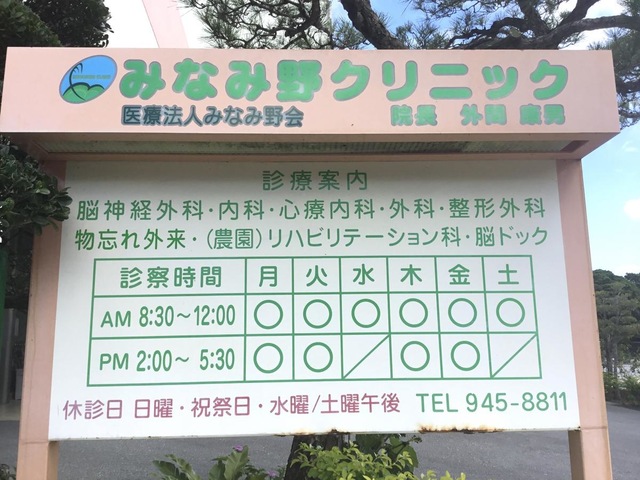 みなみ野クリニック
医療法人みなみ野会 院長 外間 康男
診療案内
脳神経外科・内科・心療内科・外科・整形外科
物忘れ外来・(農園)リハビリテーション科・脳ドック
診察時間 月 火 水 木 金 土
AM 8:30～12:00 ○ ○ ○ ○ ○ ○
PM 2:00～ 5:30 ○ ○ ／ ○ ○ ／
休診日 日曜・祝祭日・水曜/土曜午後 TEL 945-8811